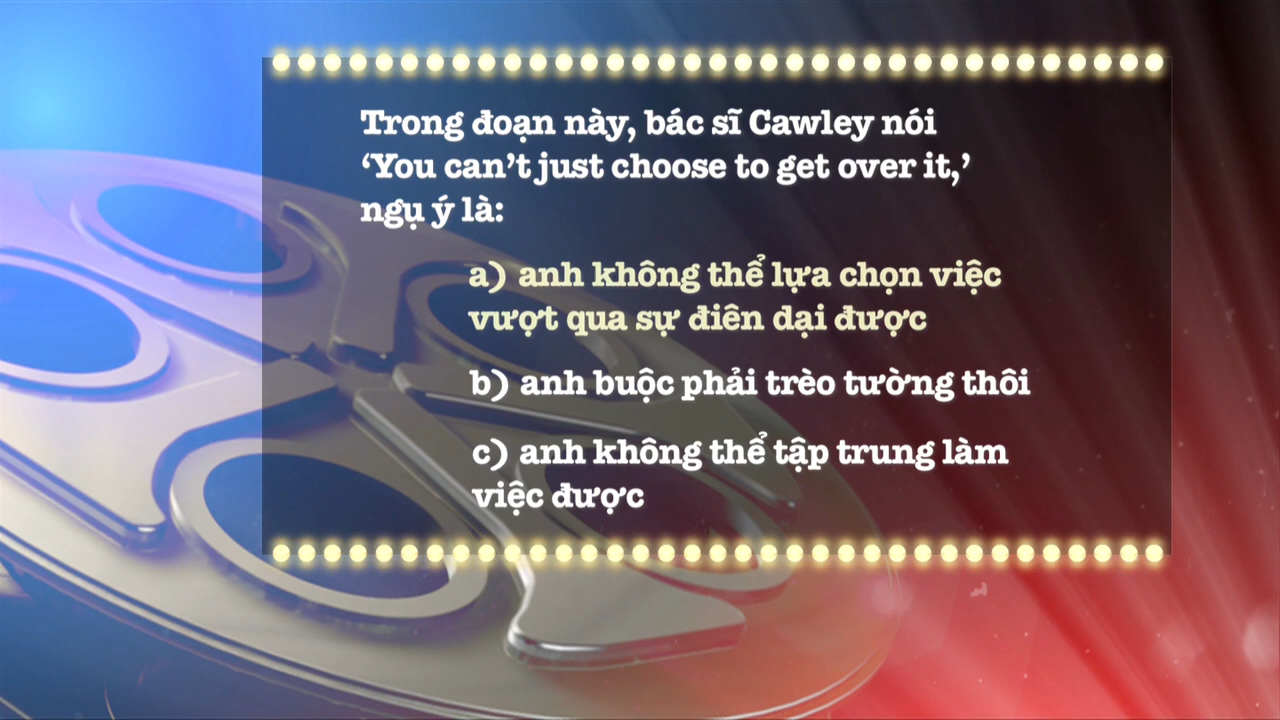 Trong đoạn này, bác sĩ Cawley nói
‘You can’t just choose to get over it,’
ngụ ý là:
a) anh không thể lựa chọn việc
vượt qua sự điên dại được
b) anh buộc phải trèo tường thôi
c) anh không thể tập trung làm
việc được